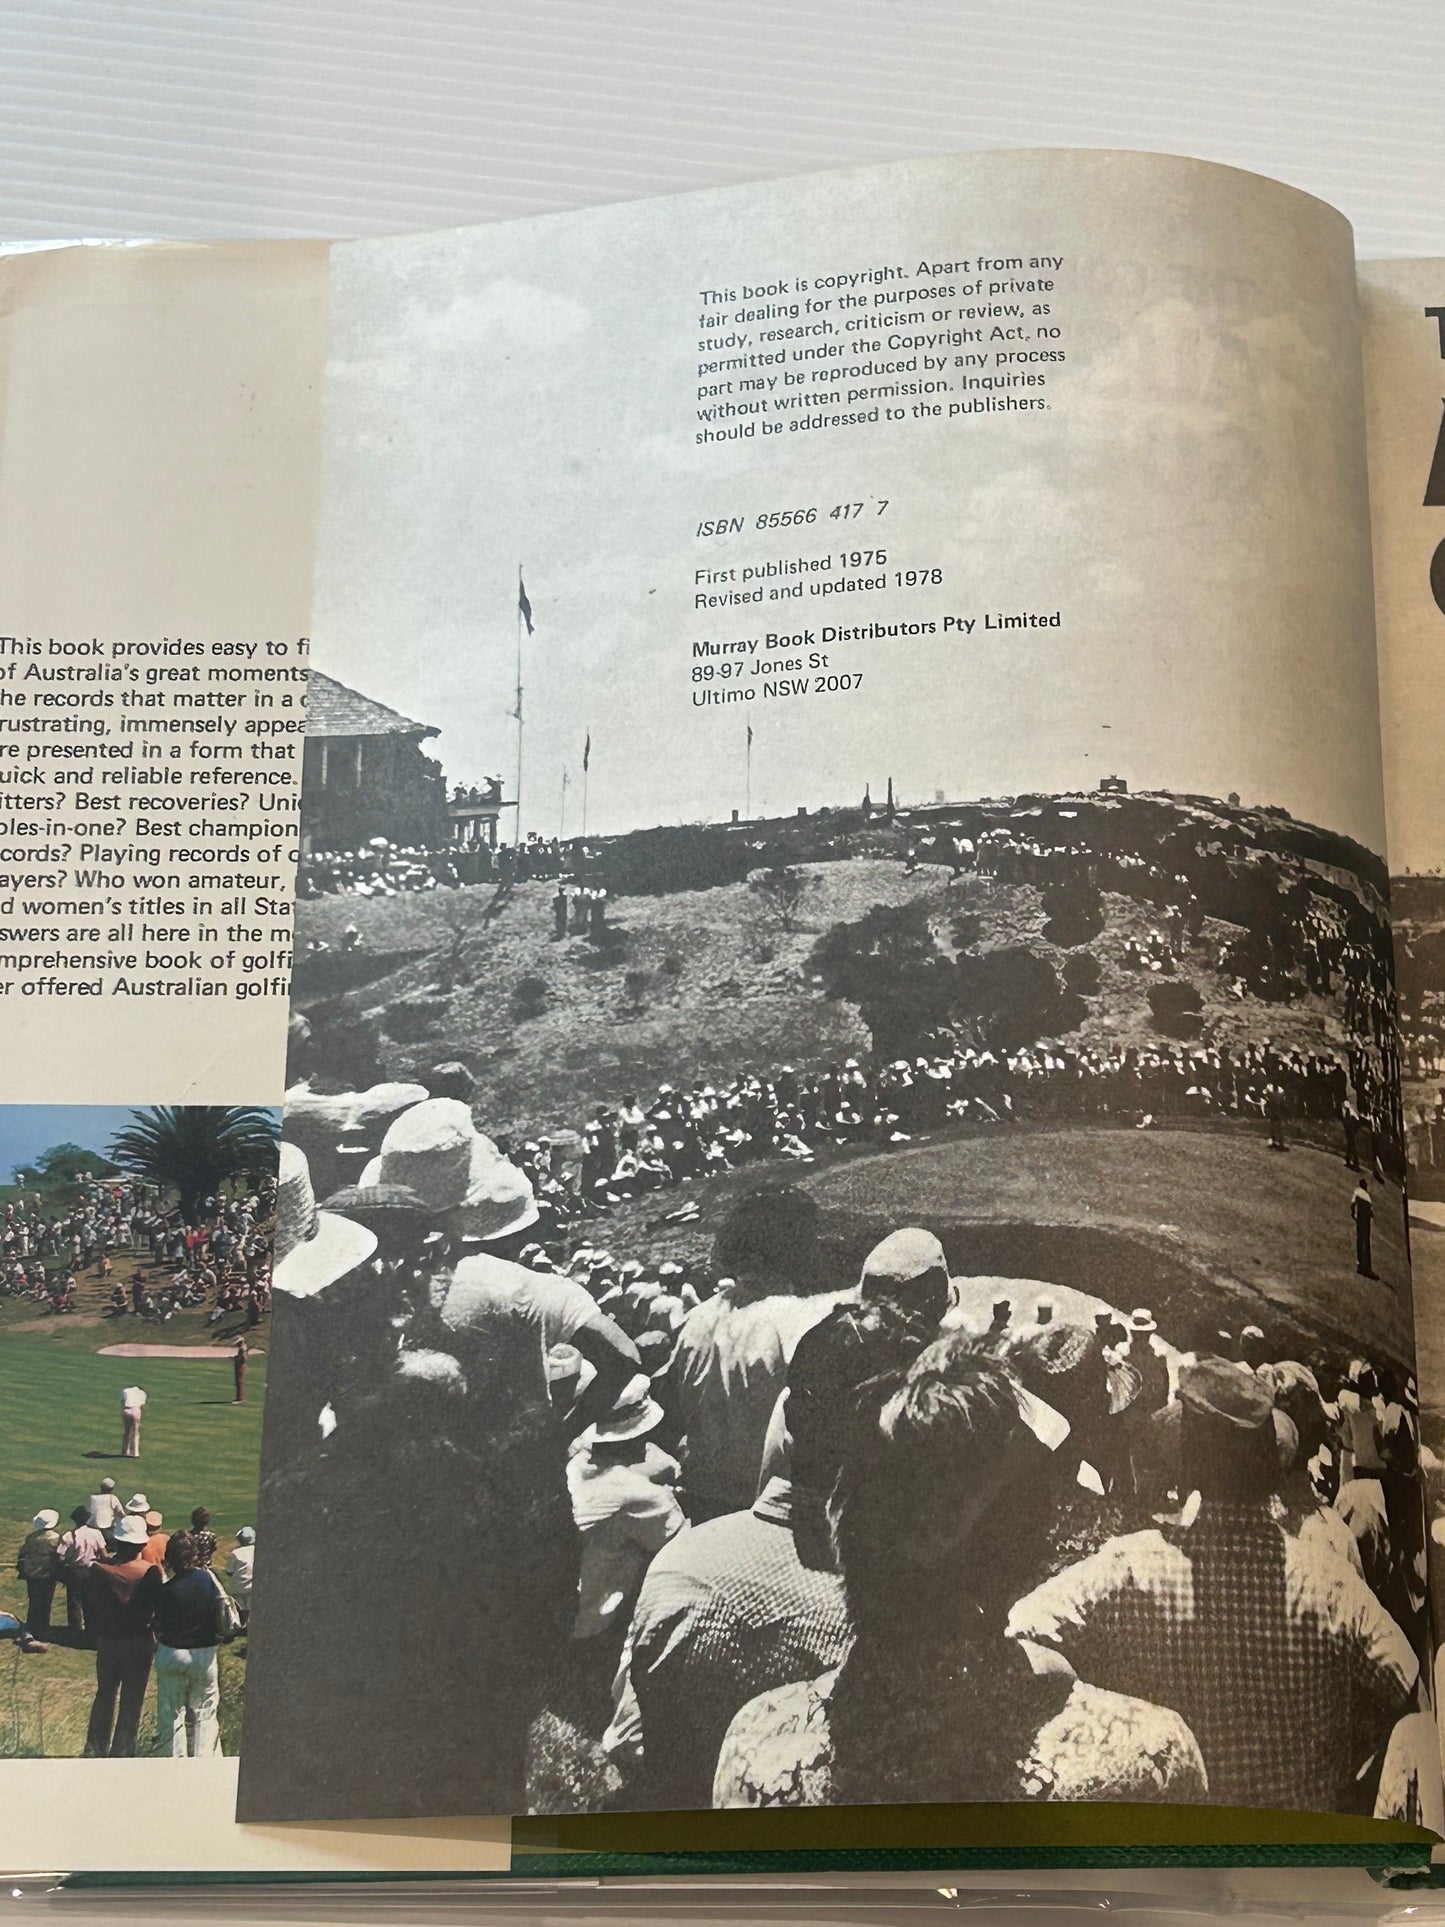 This book is copyright. Apart from any
fair dealing for the purposes of private
study, research, criticism or review, as
permitted under the Copyright Act, no
part may be reproduced by any process
without written permission. Inquiries
should be addressed to the publishers.
ISBN 85566 417 7
First published 1975
Revised and updated 1978
Murray Book Distributors Pty Limited
89-97 Jones St
Ultimo NSW 2007
This book provides easy to fi
of Australia's great moments
he records that matter in a
rustrating, immensely appea
re presented in a form that
uick and reliable reference.
itters? Best recoveries? Uni
oles-in-one? Best champion
cords? Playing records of
ayers? Who won amateur,
d women's titles in all Sta
swers are all here in the m
mprehensive book of golfi
er offered Australian golfi